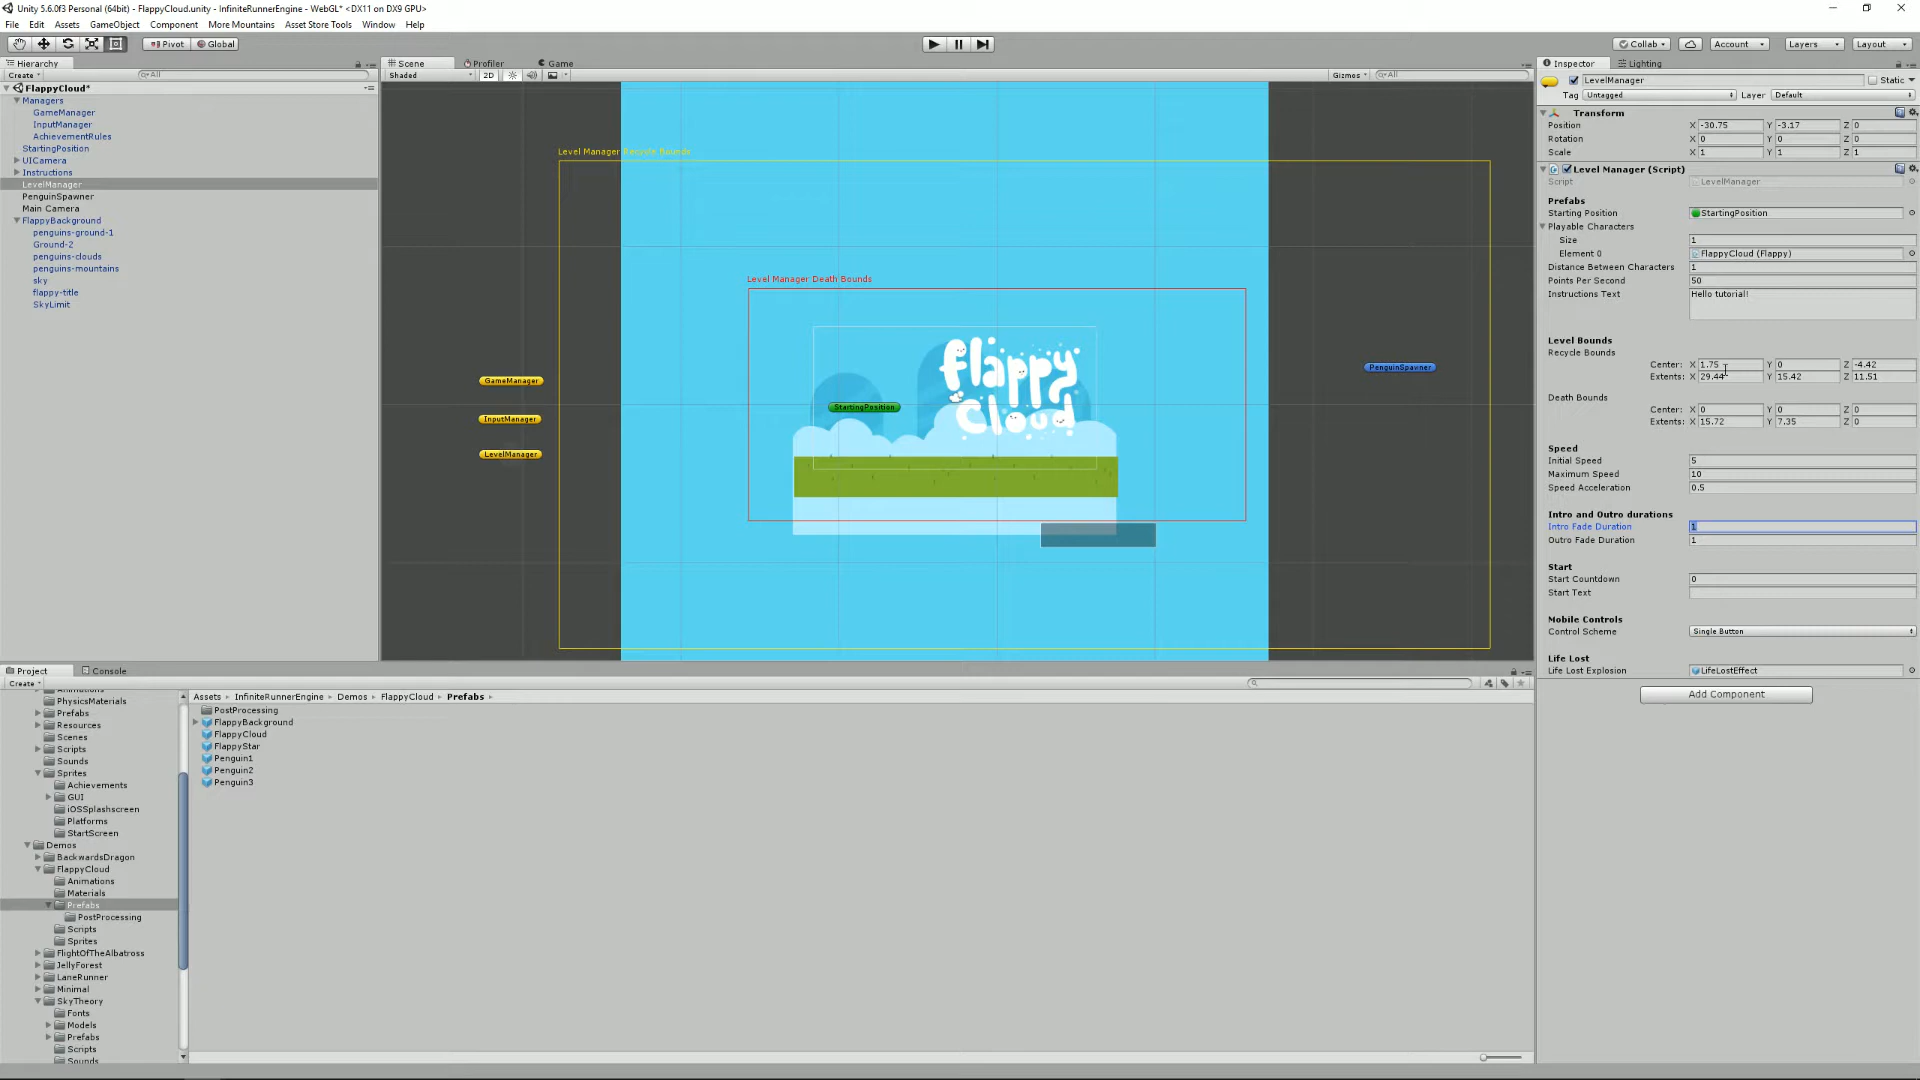 Unity 5.6.0f3 Personal (64bit) - FlappyCloud.unity - InfiniteRunnerEngine - WebGL* <DX11 on DX9 GPU>
File Edit Assets GameObject Component More Mountains Asset Store Tools Window Help
Pivot Global Collab Account Layers Layout
Hierarchy
Create All
FlappyCloud*
Managers
GameManager
InputManager
AchievementRules
StartingPosition
UICamera
Instructions
LevelManager
PenguinSpawner
Main Camera
FlappyBackground
penguins-ground-1
Ground-2
penguins-clouds
penguins-mountains
sky
flappy-title
SkyLimit
Scene Profiler Game
Shaded 2D Gizmos All
Level Manager Recycle Bounds
Level Manager Death Bounds
flappy
Cloud
GameManager
InputManager
LevelManager
StartingPosition
PenguinSpawner
Inspector Lighting
LevelManager Static
Tag Untagged Layer Default
Transform
Position X -30.75 Y -3.17 Z 0
Rotation X 0 Y 0 Z 0
Scale X 1 Y 1 Z 1
Level Manager (Script)
Script LevelManager
Prefabs
Starting Position StartingPosition
Playable Characters
Size 1
Element 0 FlappyCloud (Flappy)
Distance Between Characters 1
Points Per Second 50
Instructions Text Hello tutorial!
Level Bounds
Recycle Bounds
Center: X 1.75 Y 0 Z -4.42
Extents: X 29.44 Y 15.42 Z 11.51
Death Bounds
Center: X 0 Y 0 Z 0
Extents: X 15.72 Y 7.35 Z 0
Speed
Initial Speed 5
Maximum Speed 10
Speed Acceleration 0.5
Intro and Outro durations
Intro Fade Duration 1
Outro Fade Duration 1
Start
Start Countdown 0
Start Text
Mobile Controls
Control Scheme Single Button
Life Lost
Life Lost Explosion LifeLostEffect
Add Component
Project Console
Create
Animations
PhysicsMaterials
Prefabs
Resources
Scenes
Scripts
Sounds
Sprites
Achievements
GUI
iOSSplashscreen
Platforms
StartScreen
Demos
BackwardsDragon
FlappyCloud
Animations
Materials
Prefabs
PostProcessing
Scripts
Sprites
FlightOfTheAlbatross
JellyForest
LaneRunner
Minimal
SkyTheory
Fonts
Models
Prefabs
Scripts
Sounds
Assets InfiniteRunnerEngine Demos FlappyCloud Prefabs
PostProcessing
FlappyBackground
FlappyCloud
FlappyStar
Penguin1
Penguin2
Penguin3